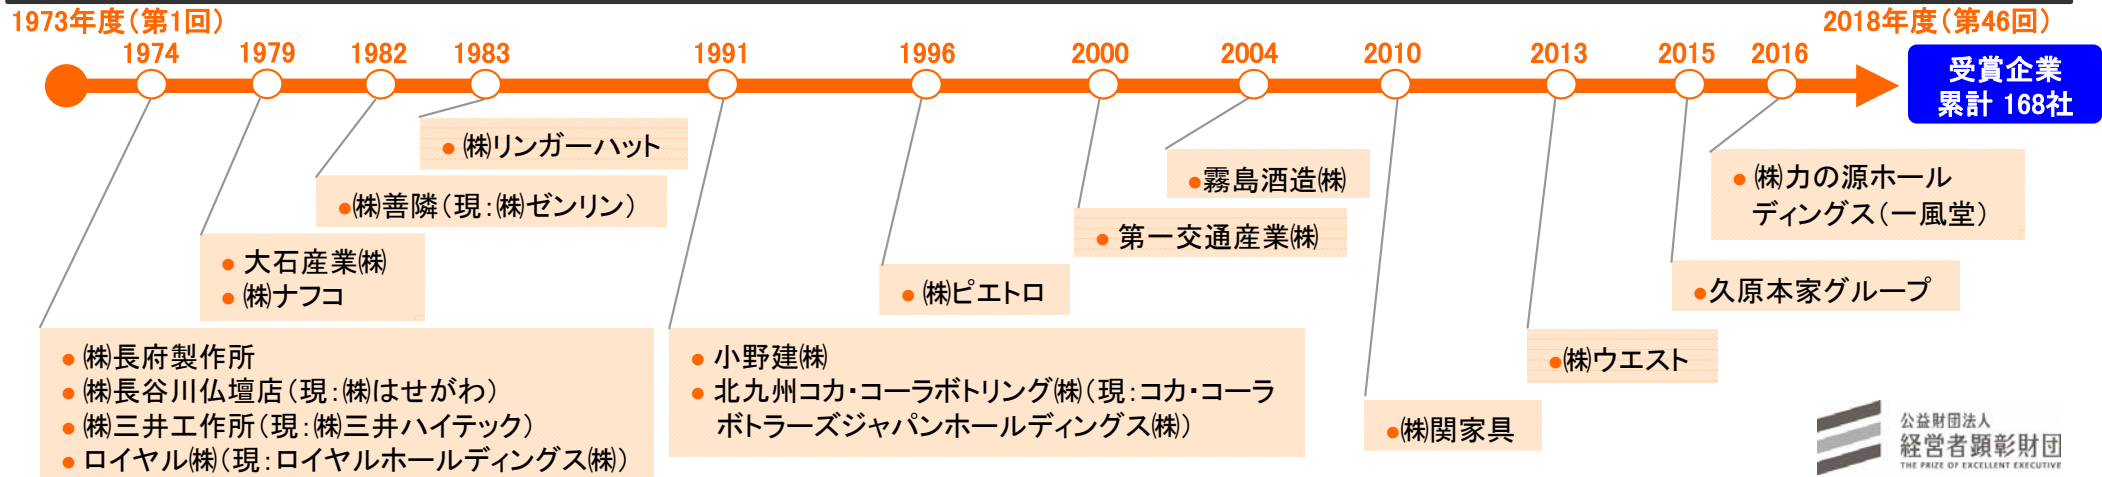 1973年度（第1回）
2018年度（第46回）
1974
1979
1982
1983
1991
1996
2000
2004
2010
2013
2015
2016
受賞企業
累計 168社
●㈱リンガーハット
●㈱善隣（現：㈱ゼンリン）
●大石産業㈱
●㈱ナフコ
●㈱長府製作所
●㈱長谷川仏壇店（現：㈱はせがわ）
●㈱三井工作所（現：㈱三井ハイテック）
●ロイヤル㈱（現：ロイヤルホールディングス㈱）
●小野建㈱
●北九州コカ・コーラボトリング㈱（現：コカ・コーラ
ボトラーズジャパンホールディングス㈱）
●㈱ピエトロ
●第一交通産業㈱
●霧島酒造㈱
●㈱関家具
●㈱ウエスト
●久原本家グループ
●㈱力の源ホール
ディングス（一風堂）
公益財団法人
経営者顕彰財団
THE PRIZE OF EXCELLENT EXECUTIVE